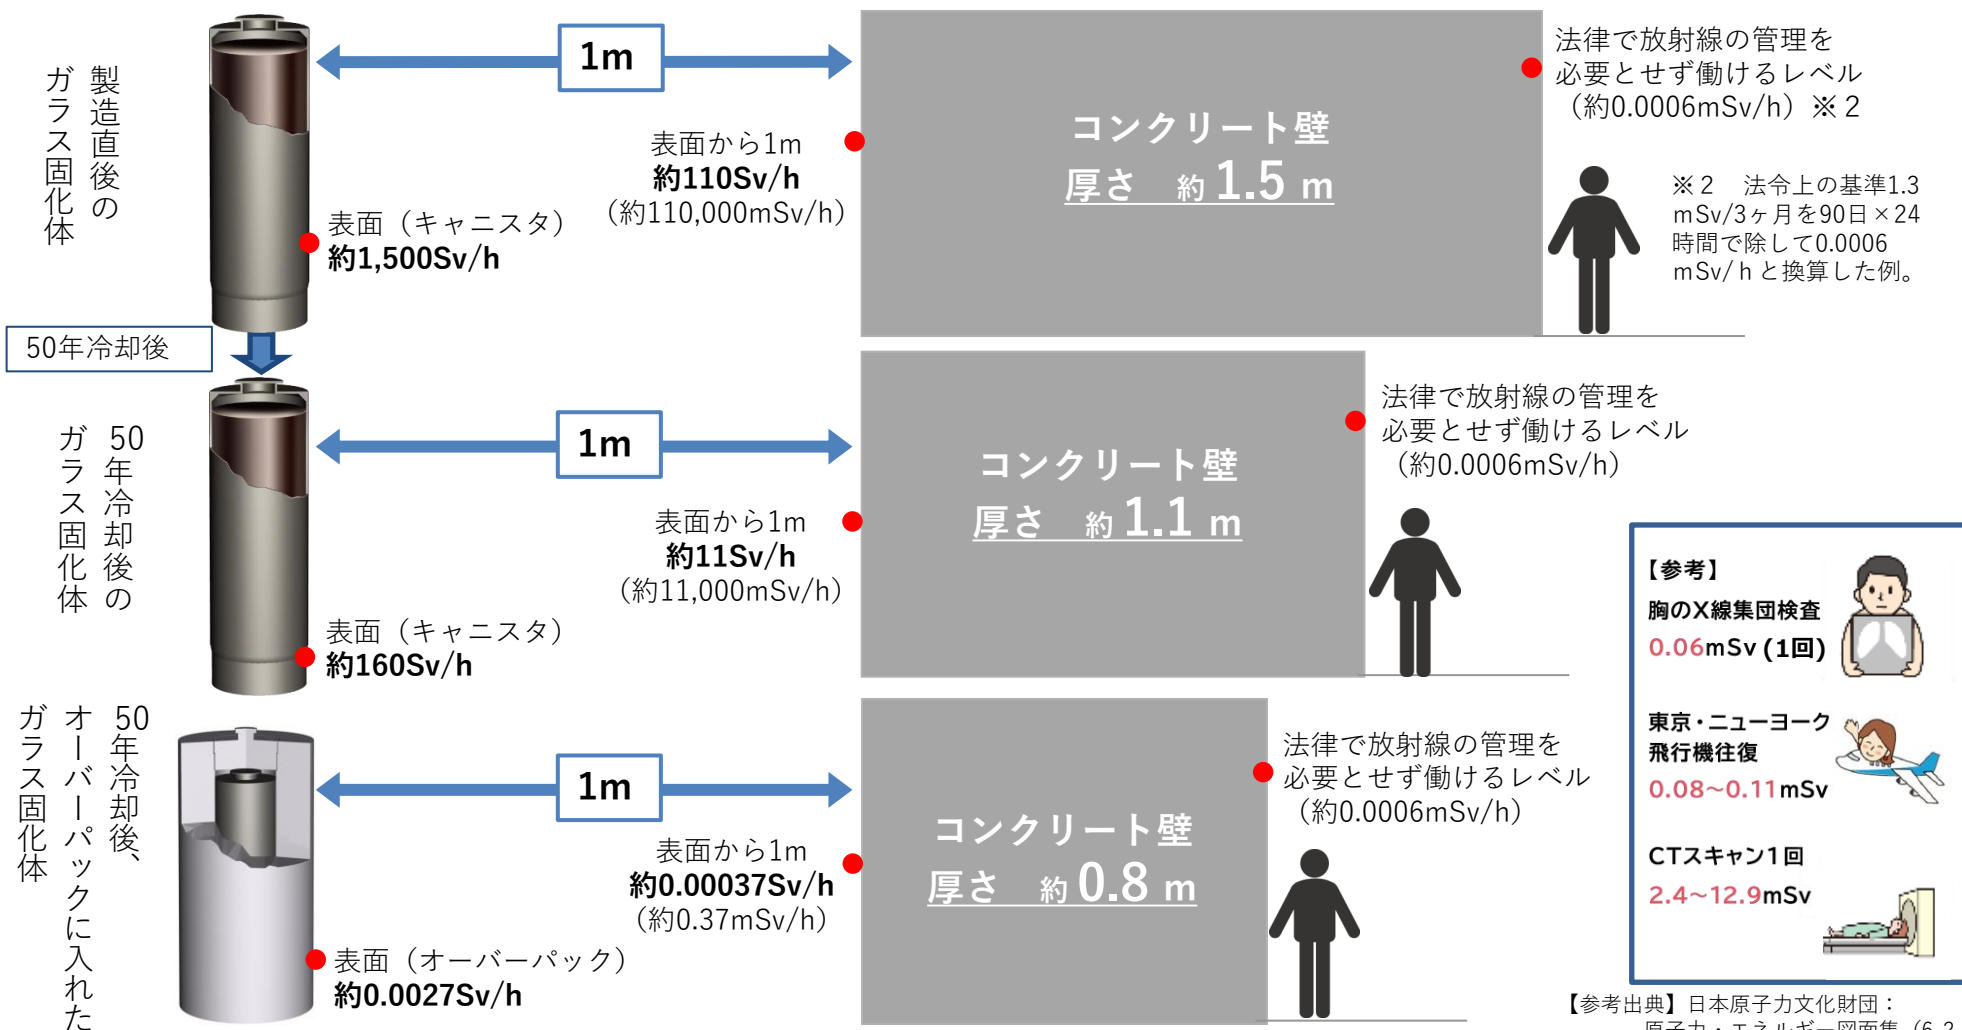 製造直後の
ガラス固化体
1m
表面から1m
約110Sv/h
（約110,000mSv/h）
表面（キャニスタ）
約1,500Sv/h
コンクリート壁
厚さ　約1.5 m
法律で放射線の管理を
必要とせず働けるレベル
（約0.0006mSv/h）※２
※２　法令上の基準1.3
mSv/3ヶ月を90日×24
時間で除して0.0006
mSv/ｈと換算した例。
50年冷却後
50年冷却後の
ガラス固化体
1m
表面から1m
約11Sv/h
（約11,000mSv/h）
表面（キャニスタ）
約160Sv/h
コンクリート壁
厚さ　約1.1 m
法律で放射線の管理を
必要とせず働けるレベル
（約0.0006mSv/h）
50年冷却後、
オーバーパックに入れた
ガラス固化体
1m
表面から1m
約0.00037Sv/h
（約0.37mSv/h）
表面（オーバーパック）
約0.0027Sv/h
コンクリート壁
厚さ　約0.8 m
法律で放射線の管理を
必要とせず働けるレベル
（約0.0006mSv/h）
【参考】
胸のX線集団検査
0.06mSv (1回)
東京・ニューヨーク
飛行機往復
0.08～0.11mSv
CTスキャン1回
2.4～12.9mSv
【参考出典】日本原子力文化財団：
原子力・エネルギー図面集（6-2